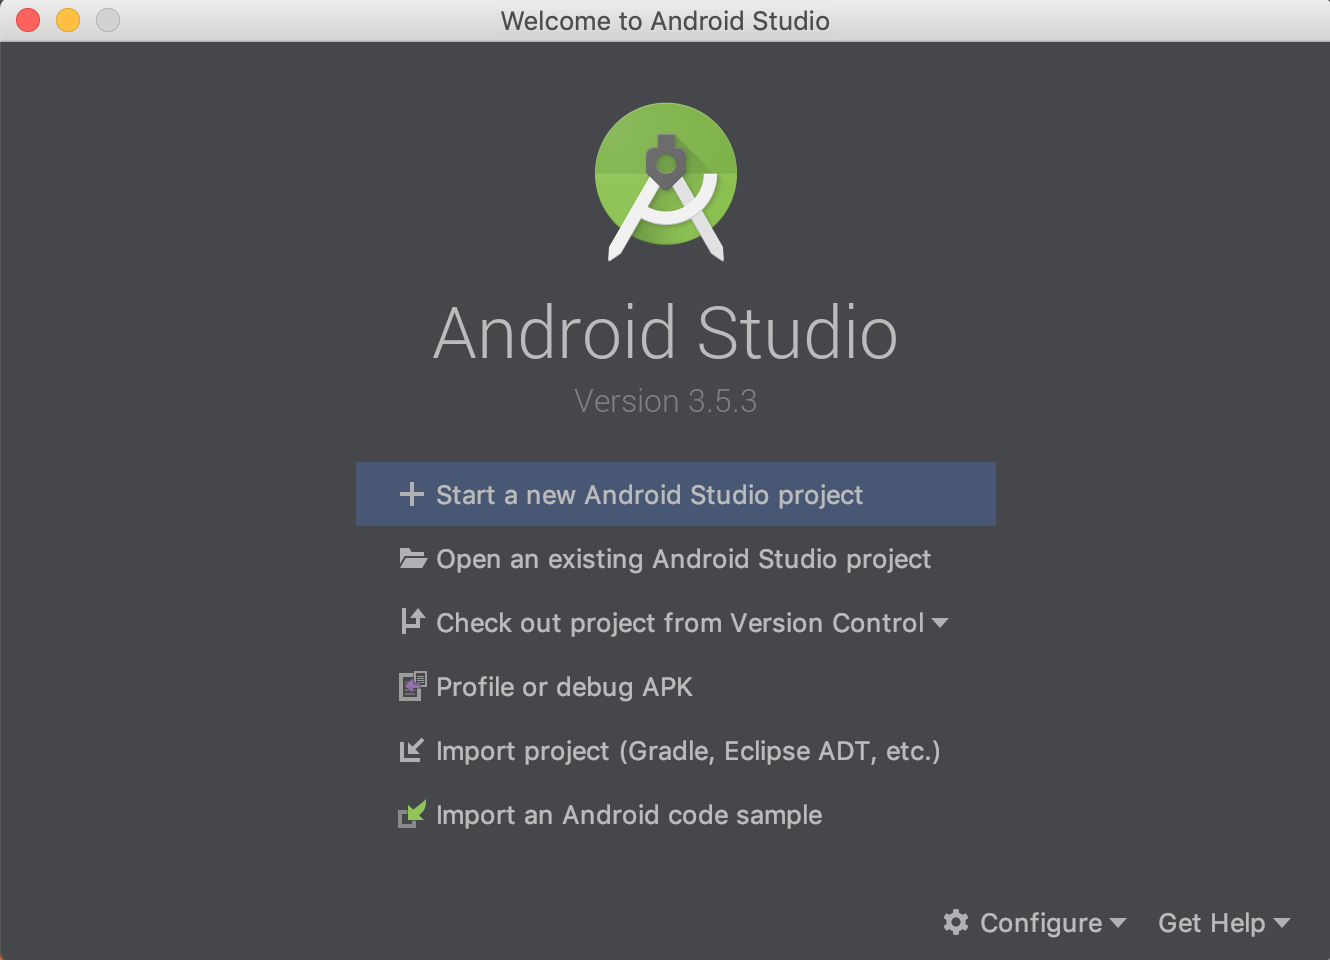 Welcome to Android Studio
Android Studio
Version 3.5.3
Start a new Android Studio project
Open an existing Android Studio project
Check out project from Version Control
Profile or debug APK
Import project (Gradle, Eclipse ADT, etc.)
Import an Android code sample
Configure Get Help